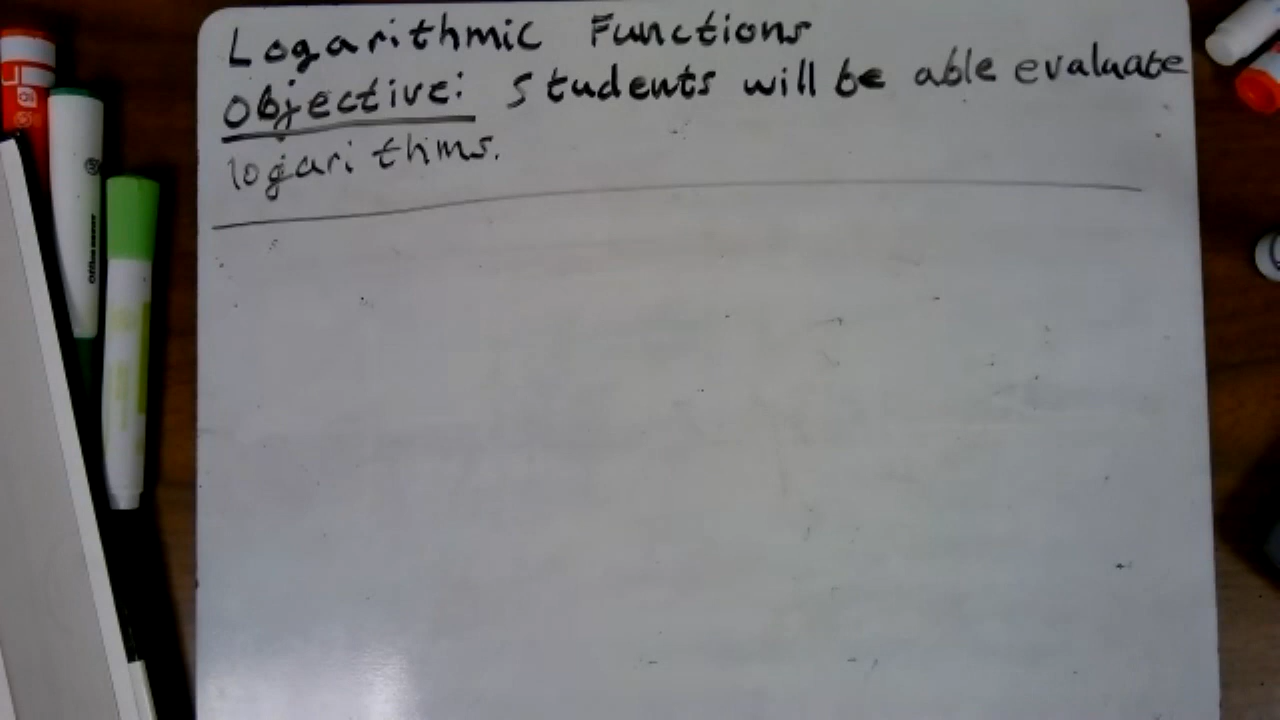 Logarithmic Functions
Objective: Students will be able evaluate
logarithms.